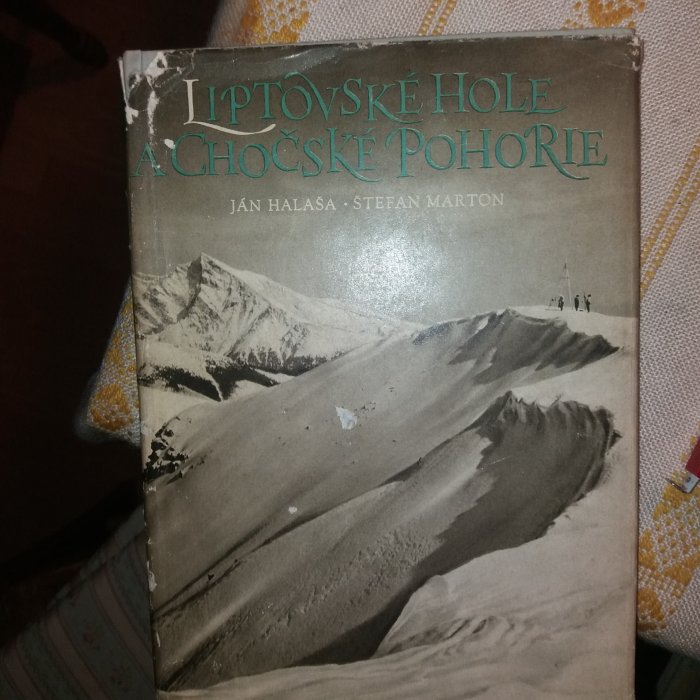 LIPTOVSKÉ HOLE
A CHOČSKÉ POHORIE
JÁN HALAŠA · ŠTEFAN MARTON